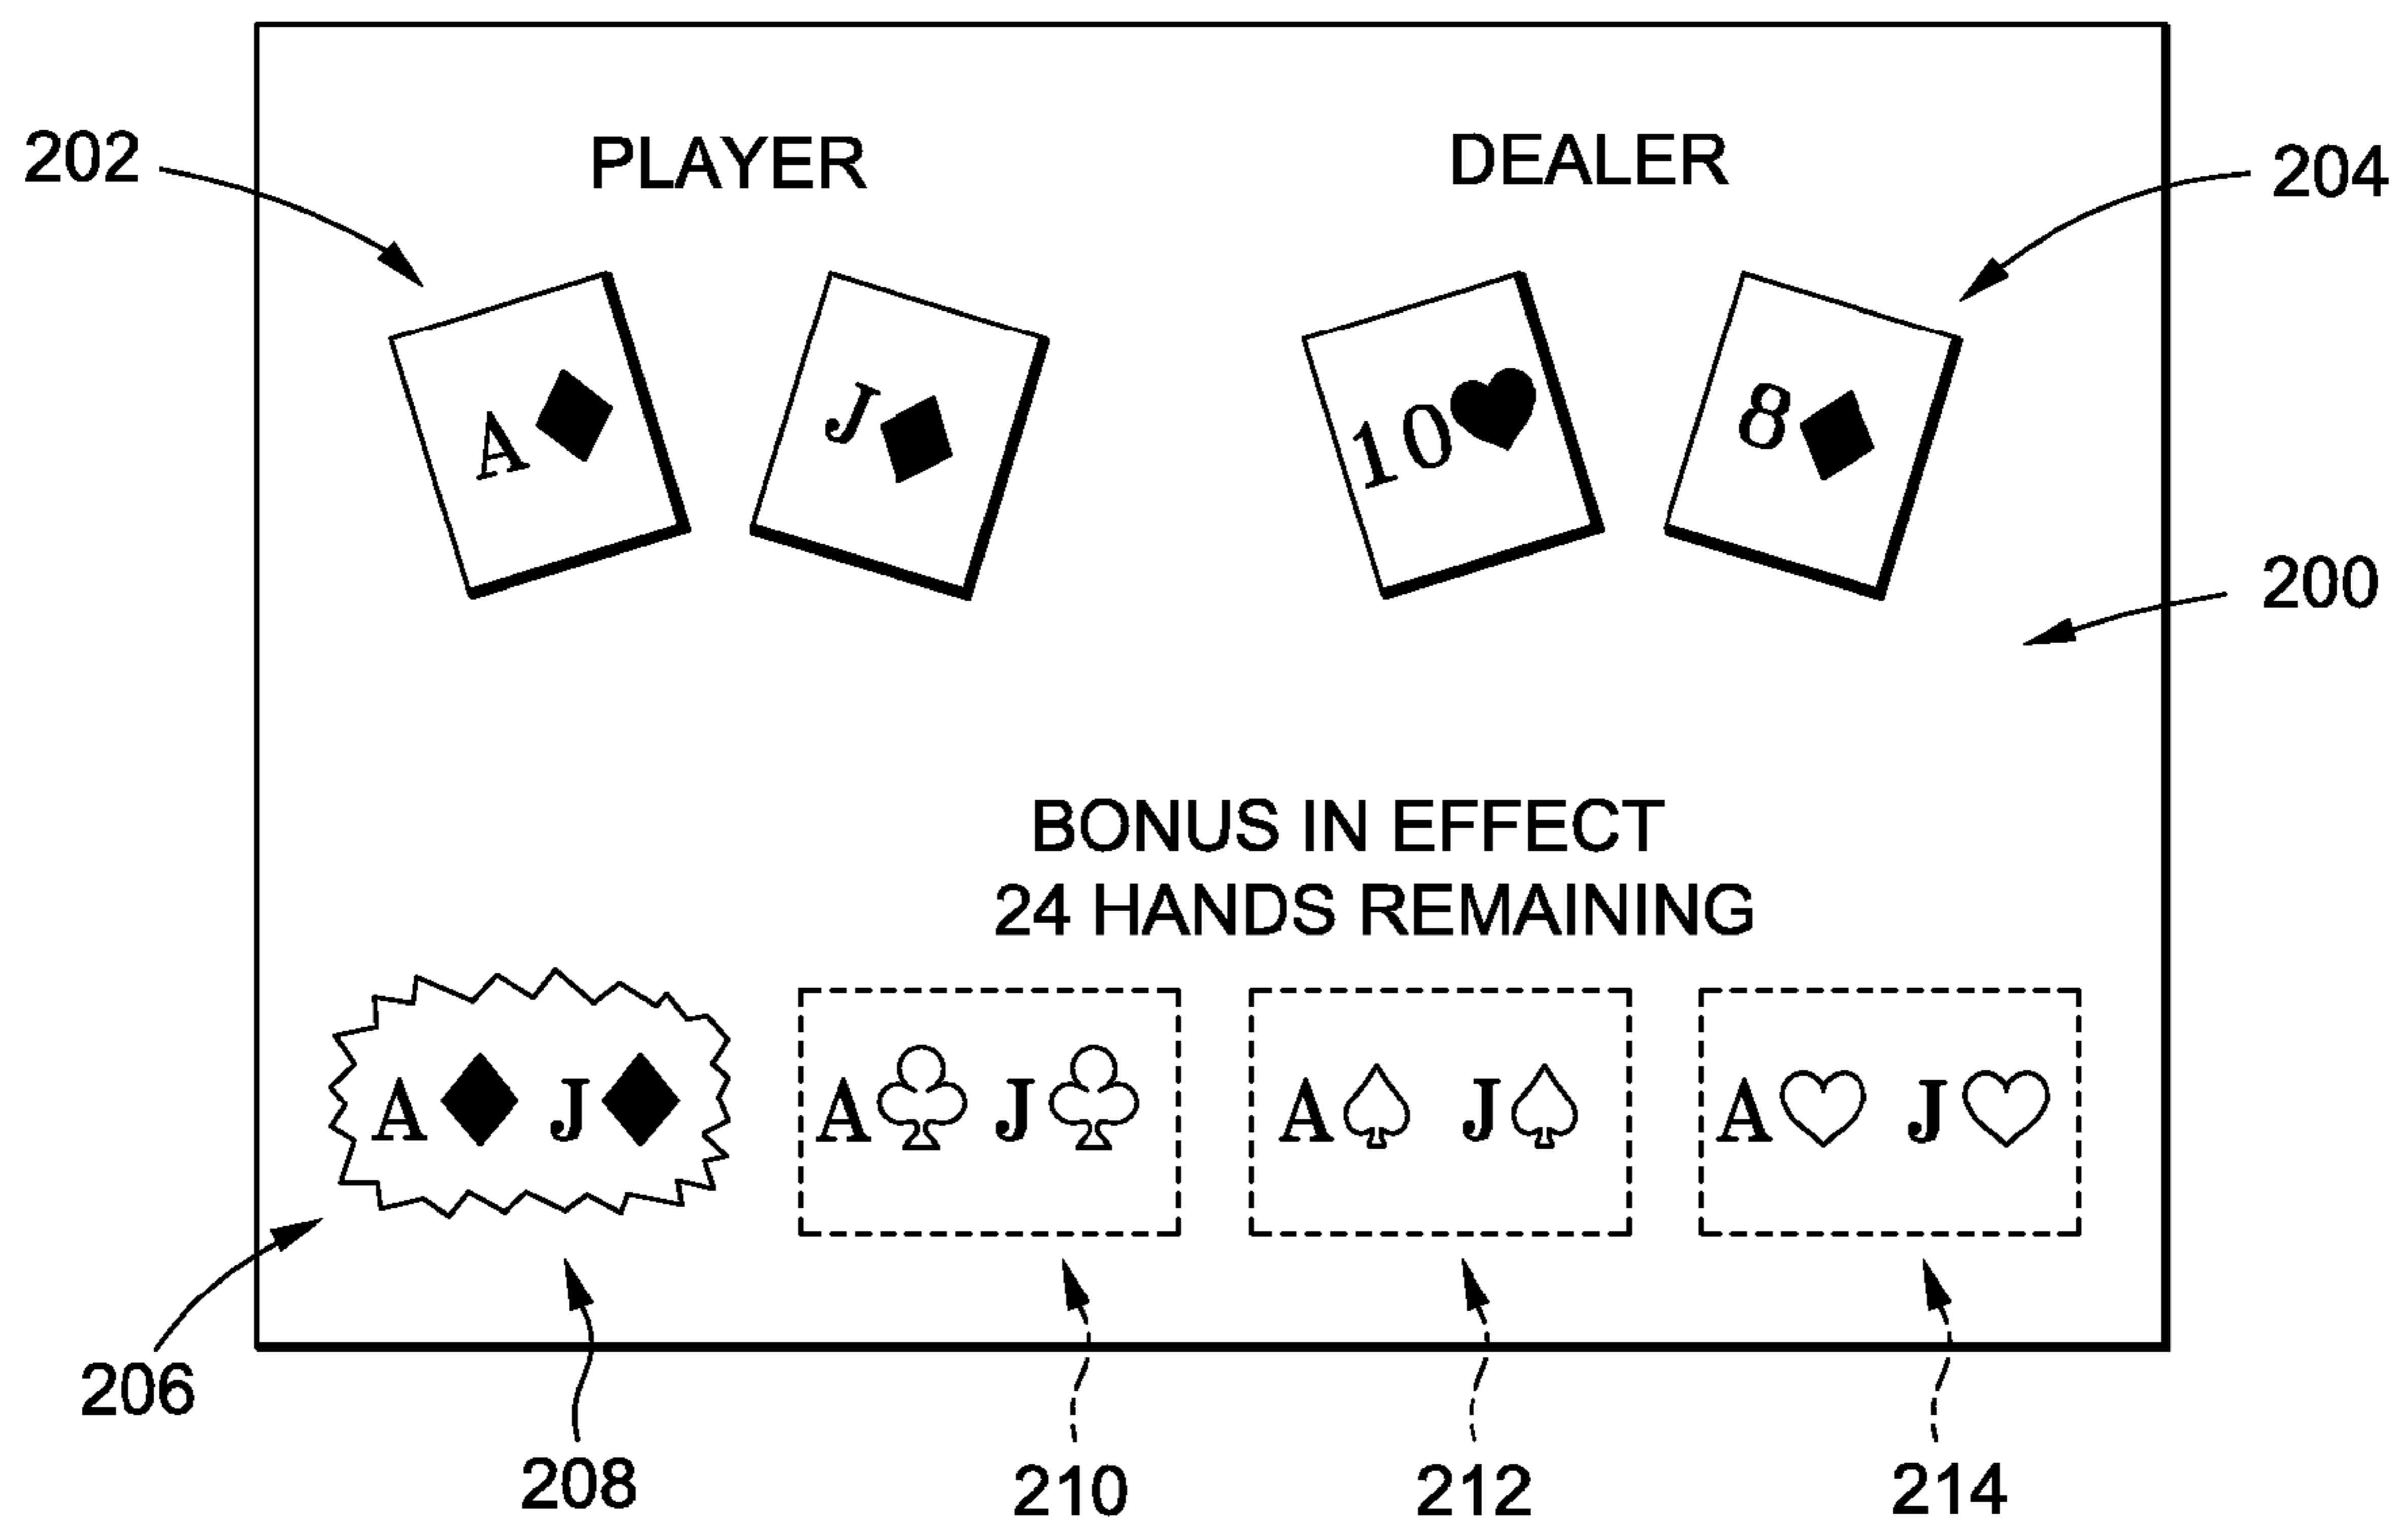 PLAYER DEALER
202 204
A♦ J♦ 10♥ 8♦
200
BONUS IN EFFECT
24 HANDS REMAINING
A♦ J♦ A♧ J♧ A♤ J♤ A♡ J♡
206
208 210 212 214